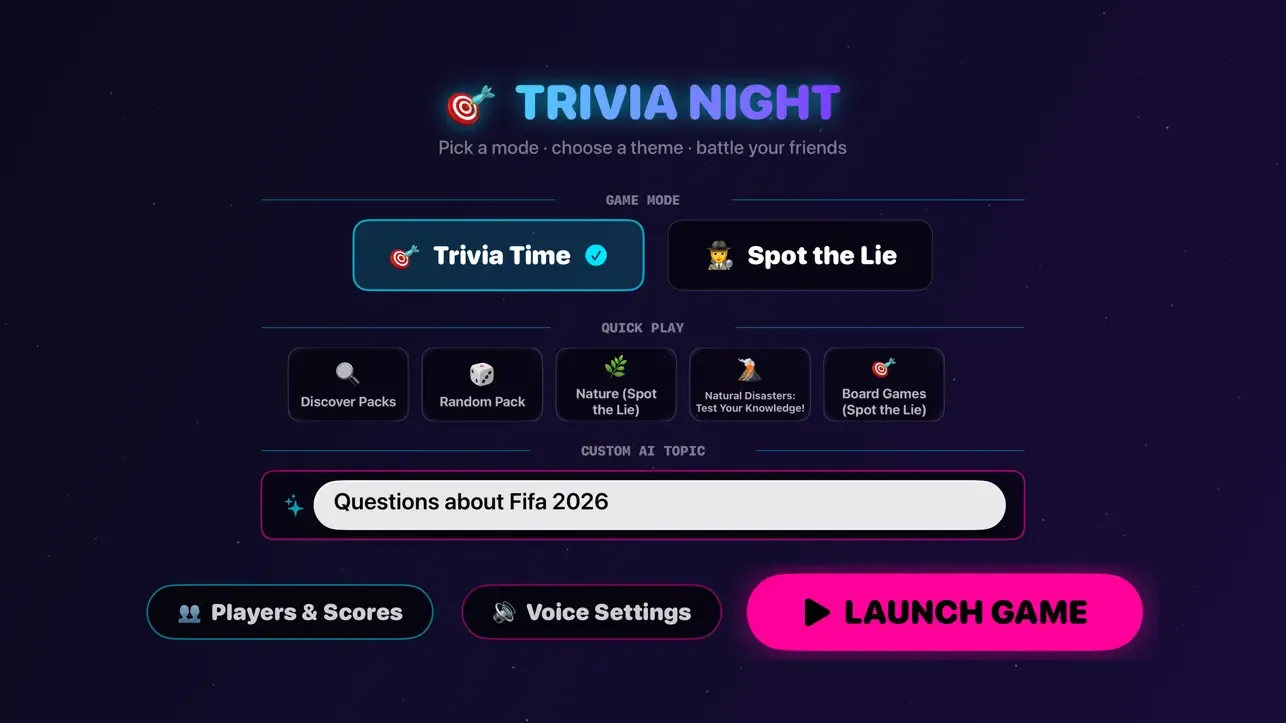 TRIVIA NIGHT
Pick a mode · choose a theme · battle your friends
GAME MODE
Trivia Time
Spot the Lie
QUICK PLAY
Discover Packs
Random Pack
Nature (Spot
the Lie)
Natural Disasters:
Test Your Knowledge!
Board Games
(Spot the Lie)
CUSTOM AI TOPIC
Questions about Fifa 2026
Players & Scores
Voice Settings
LAUNCH GAME